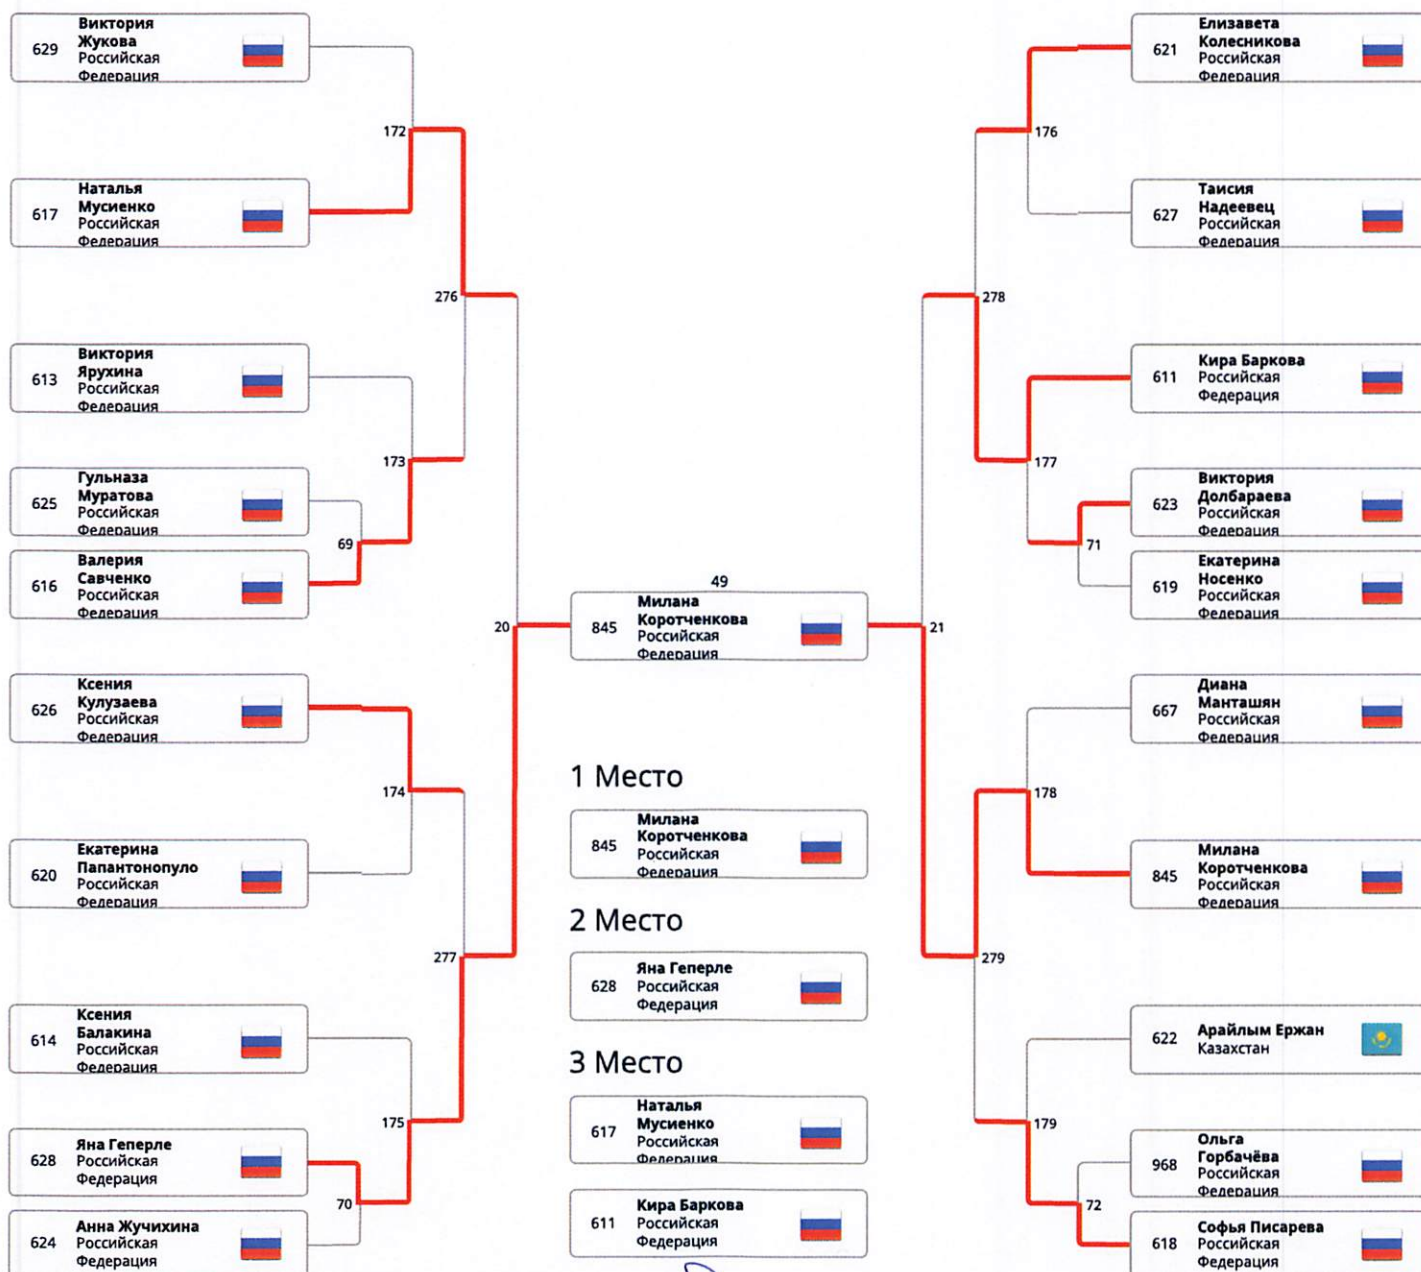 629
Виктория
Жукова
Российская
Федерация
172
617
Наталья
Мусиенко
Российская
Федерация
276
613
Виктория
Ярухина
Российская
Федерация
173
625
Гульназа
Муратова
Российская
Федерация
69
616
Валерия
Савченко
Российская
Федерация
20
626
Ксения
Кулузаева
Российская
Федерация
174
620
Екатерина
Папантонопуло
Российская
Федерация
277
614
Ксения
Балакина
Российская
Федерация
175
628
Яна Геперле
Российская
Федерация
70
624
Анна Жучихина
Российская
Федерация
49
845
Милана
Коротченкова
Российская
Федерация
1 Место
845
Милана
Коротченкова
Российская
Федерация
2 Место
628
Яна Геперле
Российская
Федерация
3 Место
617
Наталья
Мусиенко
Российская
Федерация
611
Кира Баркова
Российская
Федерация
621
Елизавета
Колесникова
Российская
Федерация
176
627
Таисия
Надеевец
Российская
Федерация
278
611
Кира Баркова
Российская
Федерация
177
623
Виктория
Долбараева
Российская
Федерация
71
619
Екатерина
Носенко
Российская
Федерация
21
667
Диана
Манташян
Российская
Федерация
178
845
Милана
Коротченкова
Российская
Федерация
279
622
Арайлым Ержан
Казахстан
179
968
Ольга
Горбачёва
Российская
Федерация
72
618
Софья Писарева
Российская
Федерация